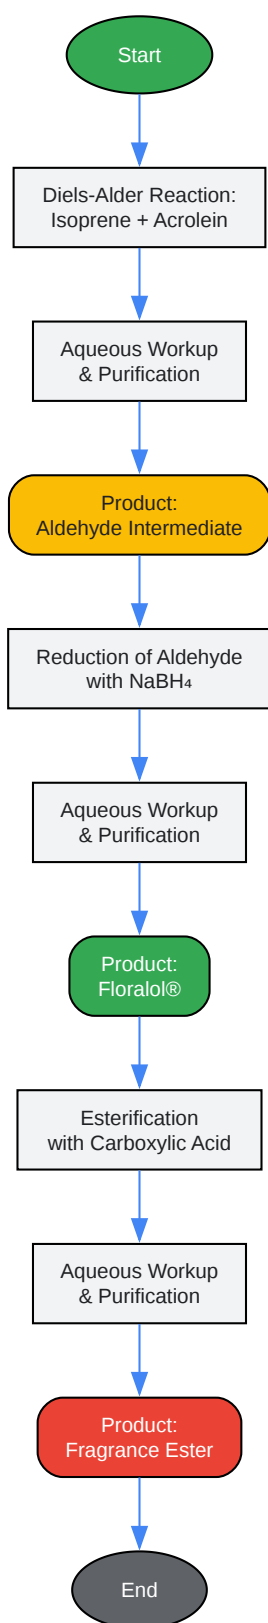 Start
Diels-Alder Reaction:
Isoprene + Acrolein
Aqueous Workup
& Purification
Product:
Aldehyde Intermediate
Reduction of Aldehyde
with NaBH₄
Aqueous Workup
& Purification
Product:
Floralol®
Esterification
with Carboxylic Acid
Aqueous Workup
& Purification
Product:
Fragrance Ester
End